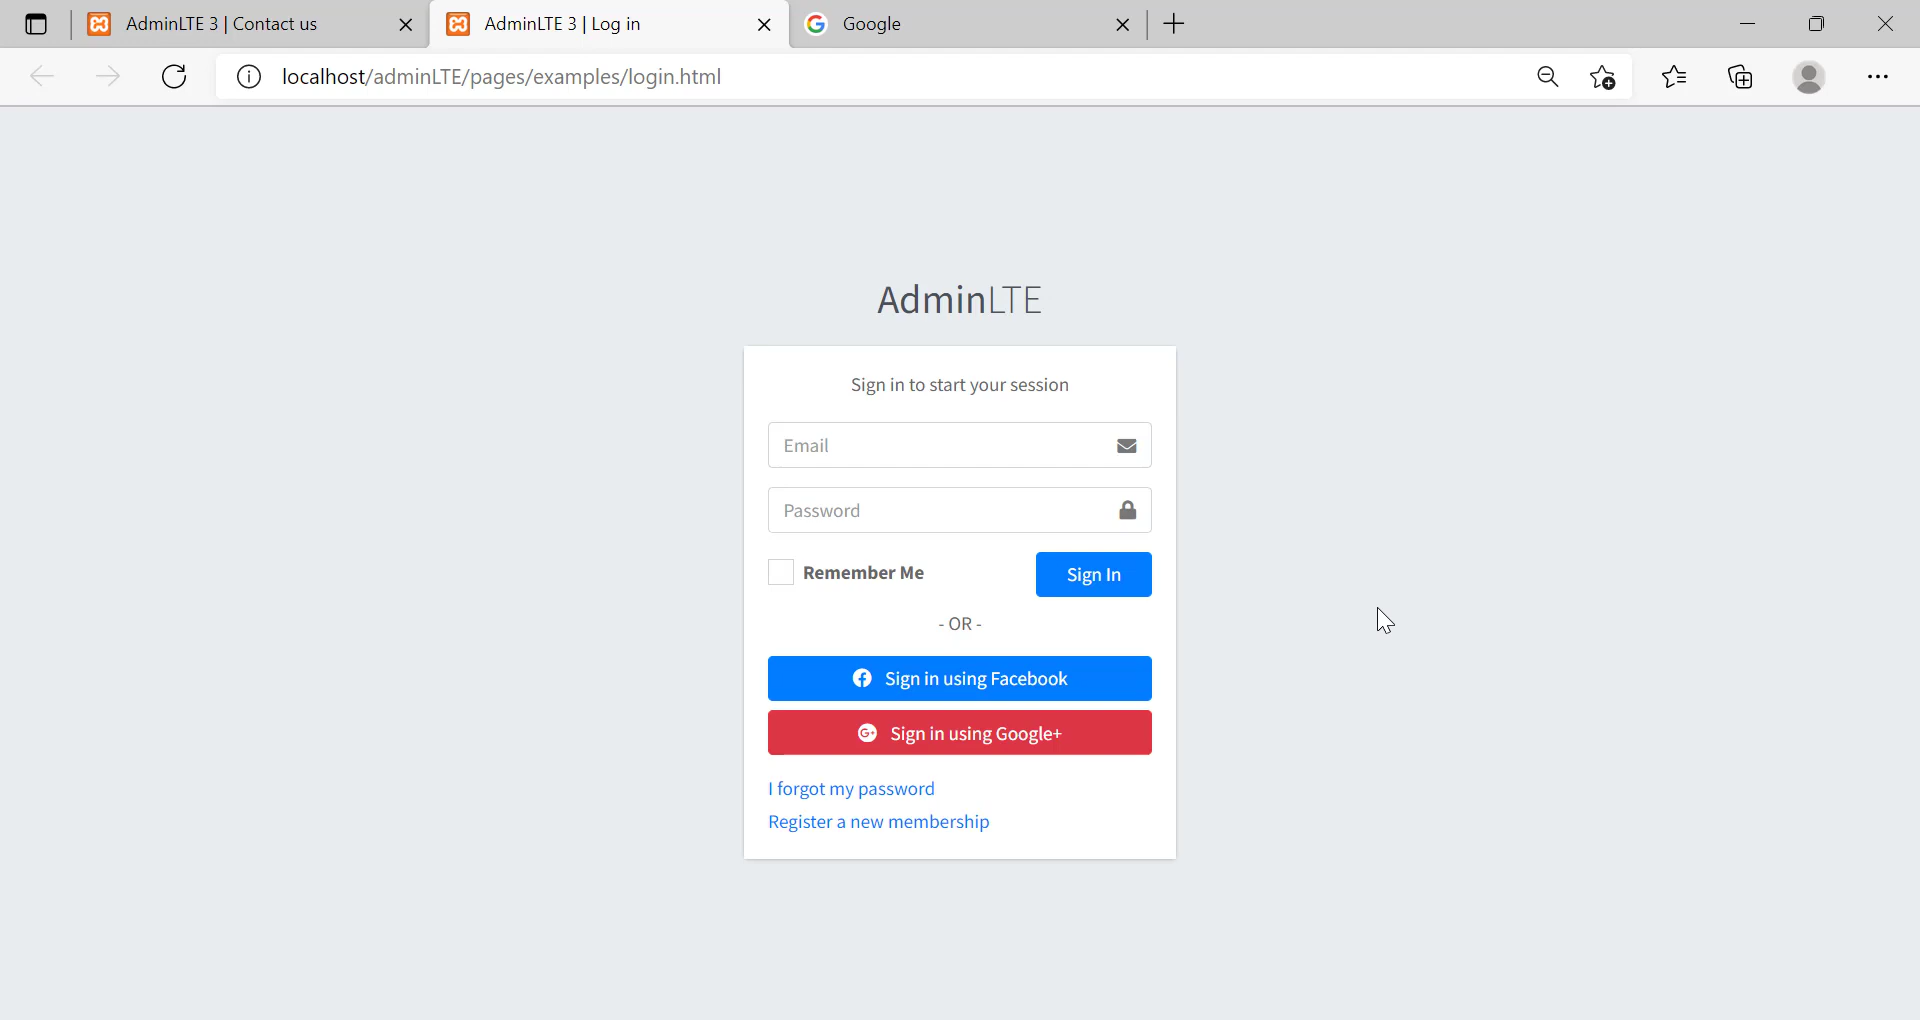 AdminLTE 3 | Contact us
AdminLTE 3 | Log in
Google
localhost/adminLTE/pages/examples/login.html
AdminLTE
Sign in to start your session
Email
Password
Remember Me
Sign In
- OR -
Sign in using Facebook
Sign in using Google+
I forgot my password
Register a new membership